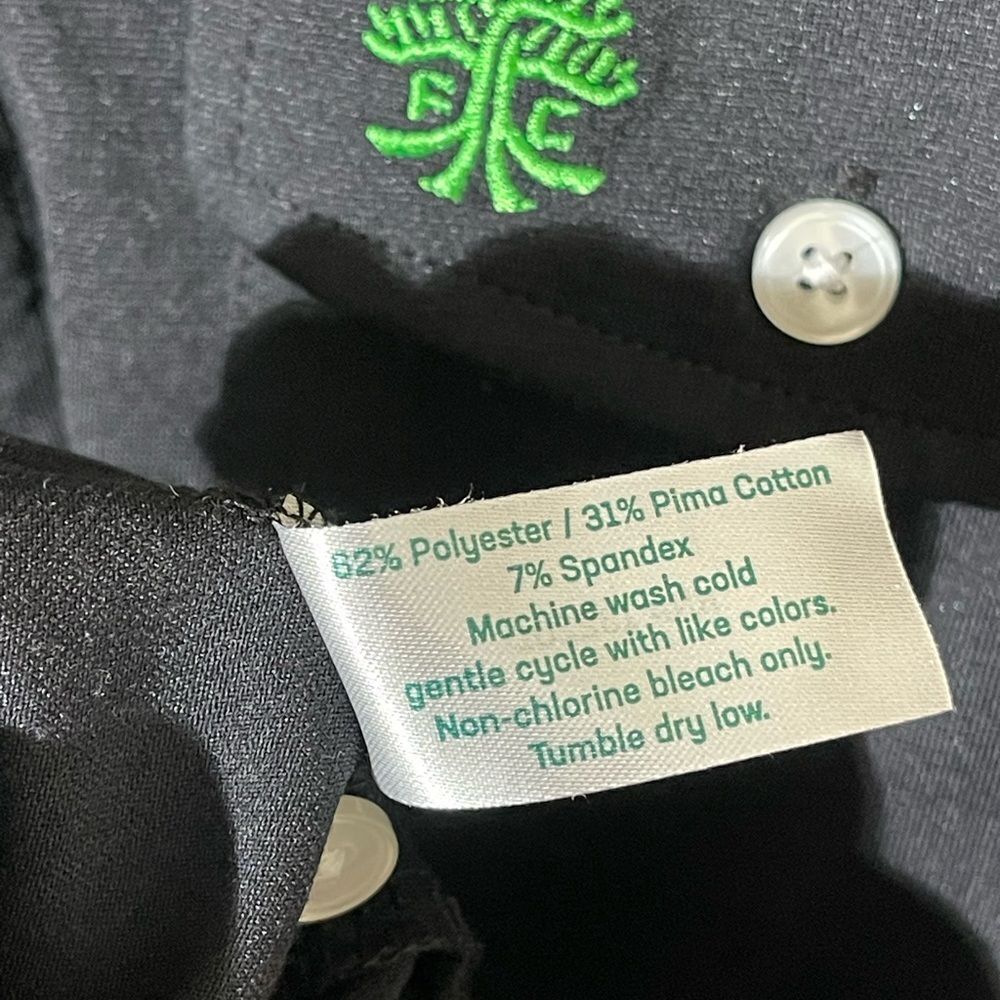 F C
62% Polyester / 31% Pima Cotton
7% Spandex
Machine wash cold
gentle cycle with like colors.
Non-chlorine bleach only.
Tumble dry low.